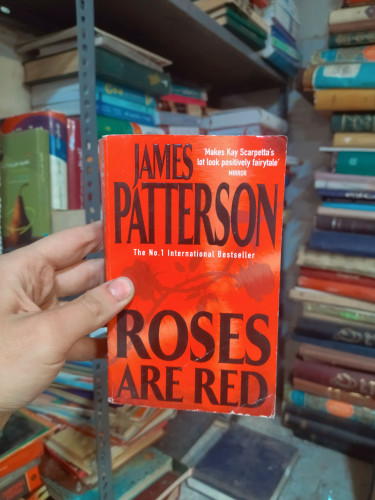 'Makes Kay Scarpetta's
lot look positively fairytale'
MIRROR
JAMES
PATTERSON
The No.1 International Bestseller
ROSES
ARE RED